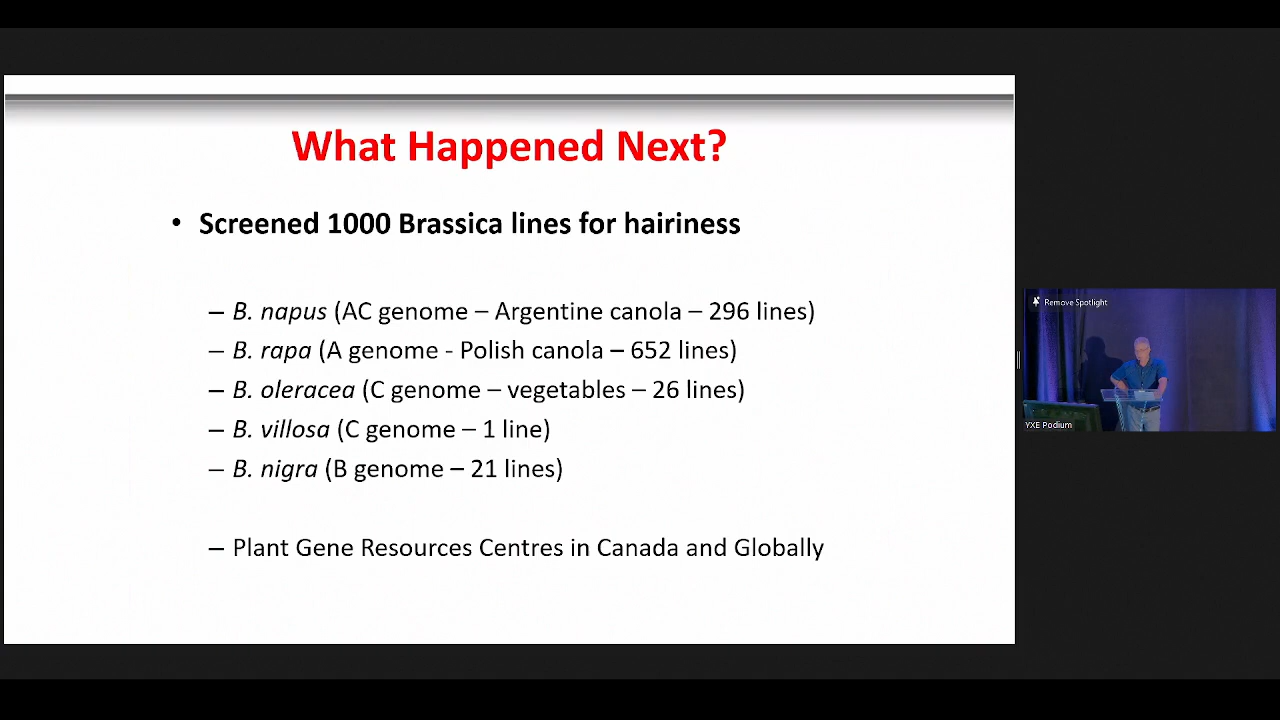 What Happened Next?
• Screened 1000 Brassica lines for hairiness
– B. napus (AC genome – Argentine canola – 296 lines)
– B. rapa (A genome - Polish canola – 652 lines)
– B. oleracea (C genome – vegetables – 26 lines)
– B. villosa (C genome – 1 line)
– B. nigra (B genome – 21 lines)
– Plant Gene Resources Centres in Canada and Globally
Remove Spotlight
YXE Podium